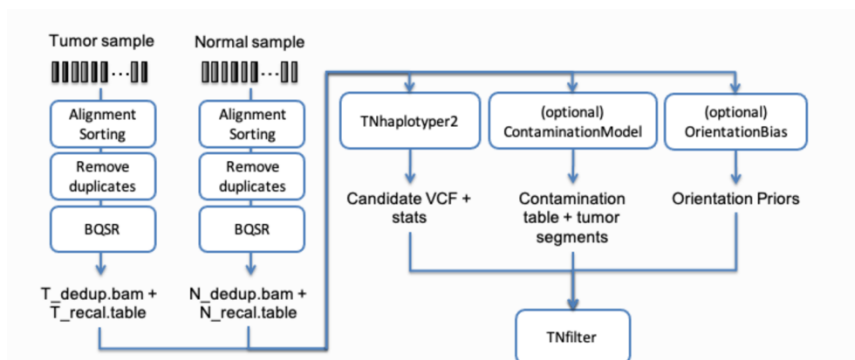 Tumor sample
Normal sample
...
...
Alignment
Sorting
Remove
duplicates
BQSR
T_dedup.bam +
T_recal.table
Alignment
Sorting
Remove
duplicates
BQSR
N_dedup.bam +
N_recal.table
TNhaplotyper2
Candidate VCF +
stats
(optional)
ContaminationModel
Contamination
table + tumor
segments
(optional)
OrientationBias
Orientation Priors
TNfilter